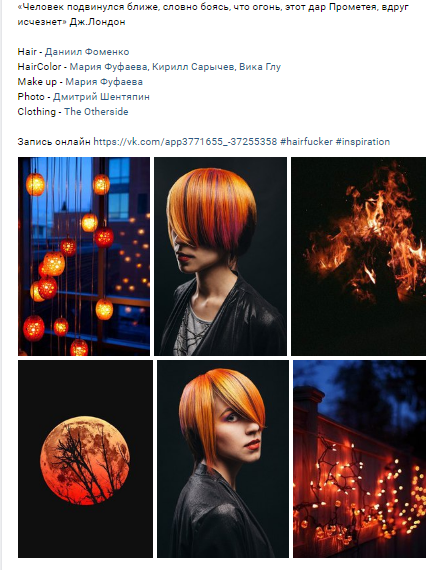 «Человек подвинулся ближе, словно боясь, что огонь, этот дар Прометея, вдруг
исчезнет» Дж.Лондон
Hair - Даниил Фоменко
HairColor - Мария Фуфаева, Кирилл Сарычев, Вика Глу
Make up - Мария Фуфаева
Photo - Дмитрий Шентяпин
Clothing - The Otherside
Запись онлайн https://vk.com/app3771655_-37255358 #hairfucker #inspiration